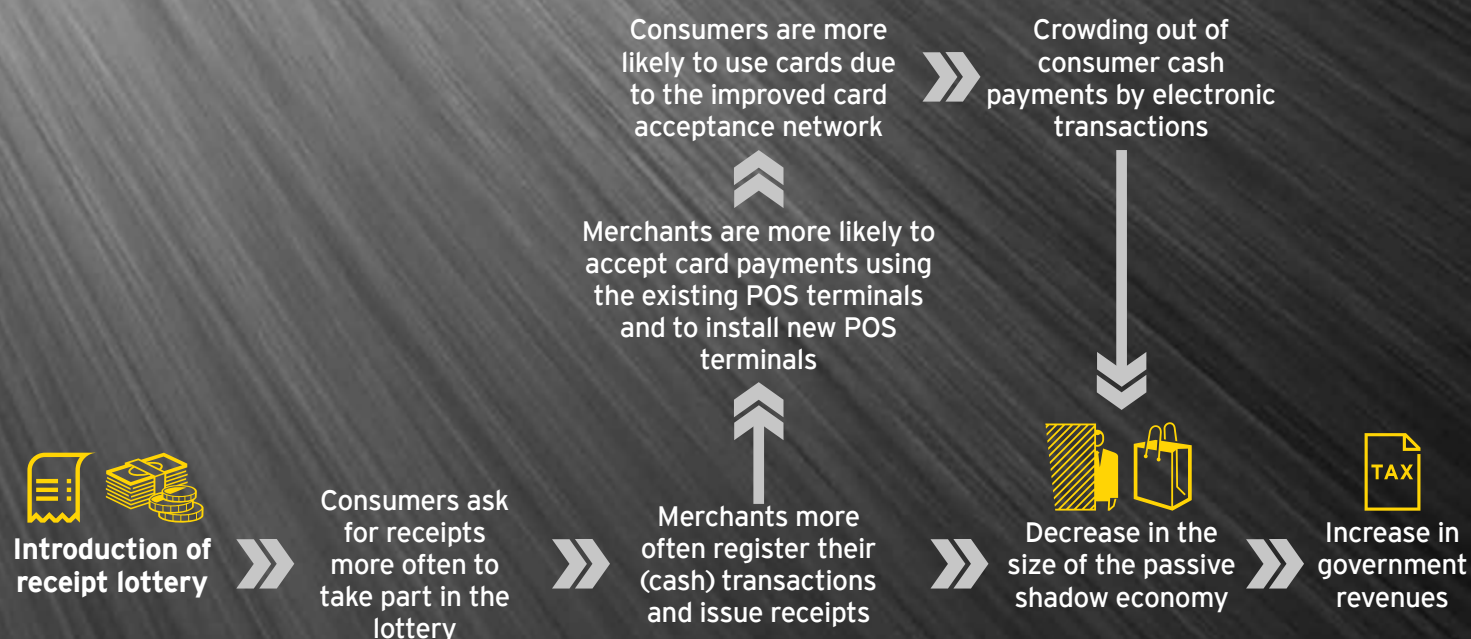 Consumers are more
likely to use cards due
to the improved card
acceptance network
Crowding out of
consumer cash
payments by electronic
transactions
Merchants are more likely to
accept card payments using
the existing POS terminals
and to install new POS
terminals
Introduction of
receipt lottery
Consumers ask
for receipts
more often to
take part in the
lottery
Merchants more
often register their
(cash) transactions
and issue receipts
Decrease in the
size of the passive
shadow economy
TAX
Increase in
government
revenues